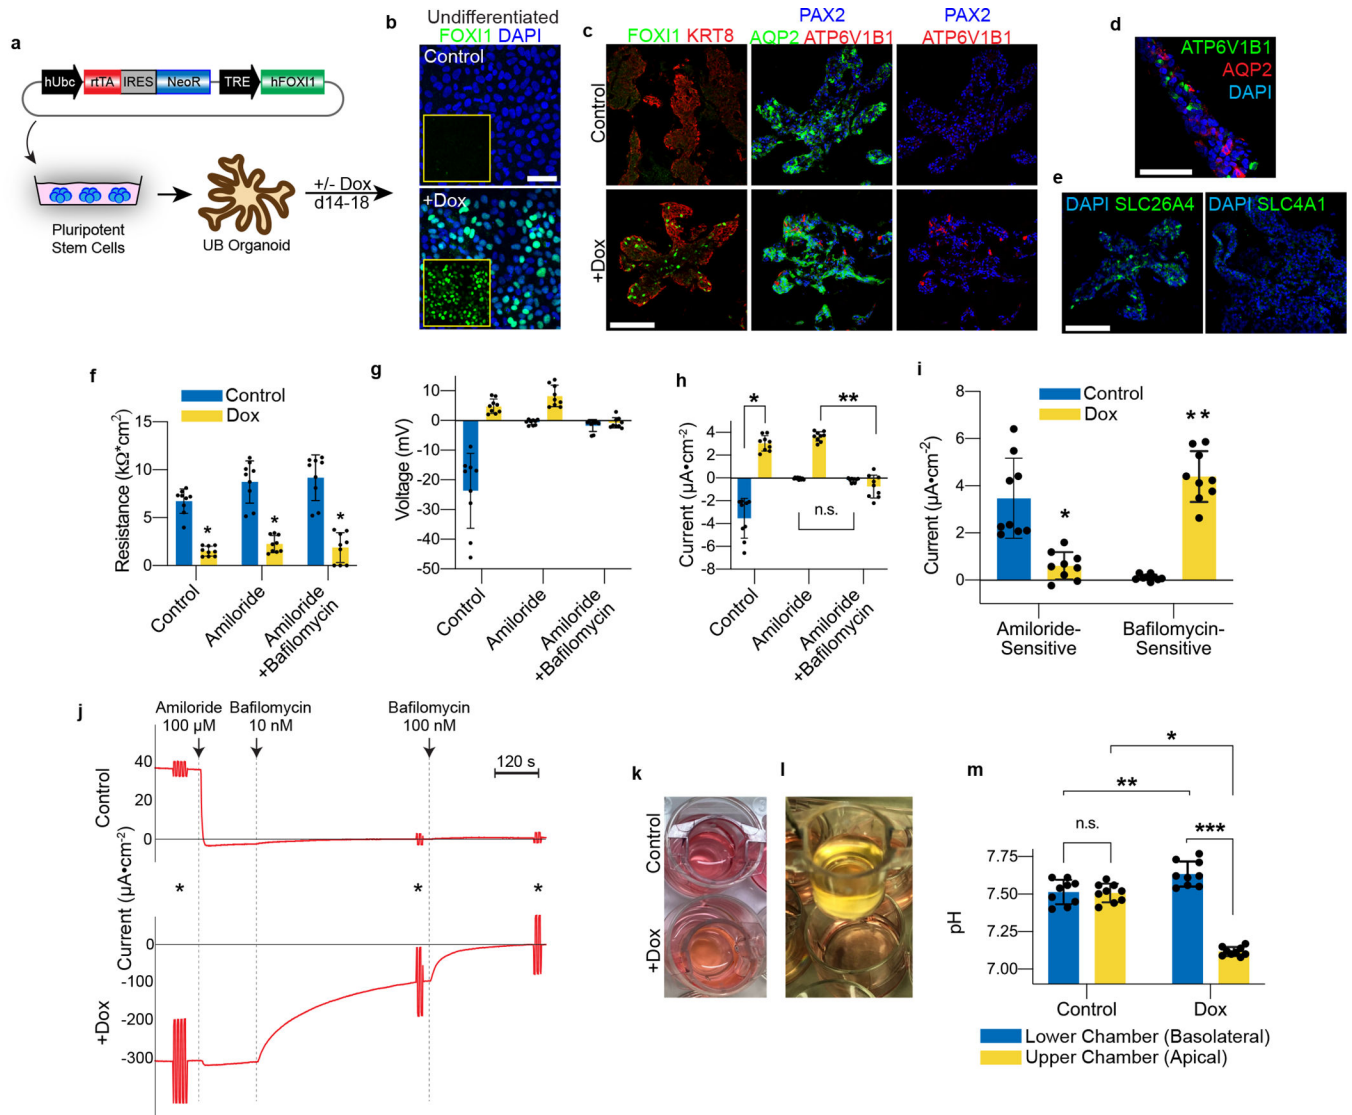 a
hUbc rtTA IRES NeoR TRE hFOXI1
Pluripotent
Stem Cells
UB Organoid
+/- Dox
d14-18
b
Undifferentiated
FOXI1 DAPI
Control
+Dox
c
FOXI1 KRT8
PAX2
AQP2 ATP6V1B1
PAX2
ATP6V1B1
Control
+Dox
d
ATP6V1B1
AQP2
DAPI
e
DAPI SLC26A4
DAPI SLC4A1
f
Control
Dox
Resistance (kΩ*cm²)
15
10
5
0
*
*
*
Control
Amiloride
Amiloride
+Bafilomycin
g
Voltage (mV)
10
0
-10
-20
-30
-40
-50
Control
Amiloride
Amiloride
+Bafilomycin
h
Current (µA•cm⁻²)
4
2
0
-2
-4
-6
-8
*
**
n.s.
Control
Amiloride
Amiloride
+Bafilomycin
i
Control
Dox
Current (µA•cm⁻²)
8
6
4
2
0
*
**
Amiloride-
Sensitive
Bafilomycin-
Sensitive
j
Amiloride
100 µM
Bafilomycin
10 nM
Bafilomycin
100 nM
120 s
Control
+Dox
Current (µA•cm⁻²)
40
20
0
*
*
*
0
-100
-200
-300
k
Control
+Dox
l
m
*
**
n.s.
***
pH
7.75
7.50
7.25
7.00
Control
Dox
Lower Chamber (Basolateral)
Upper Chamber (Apical)